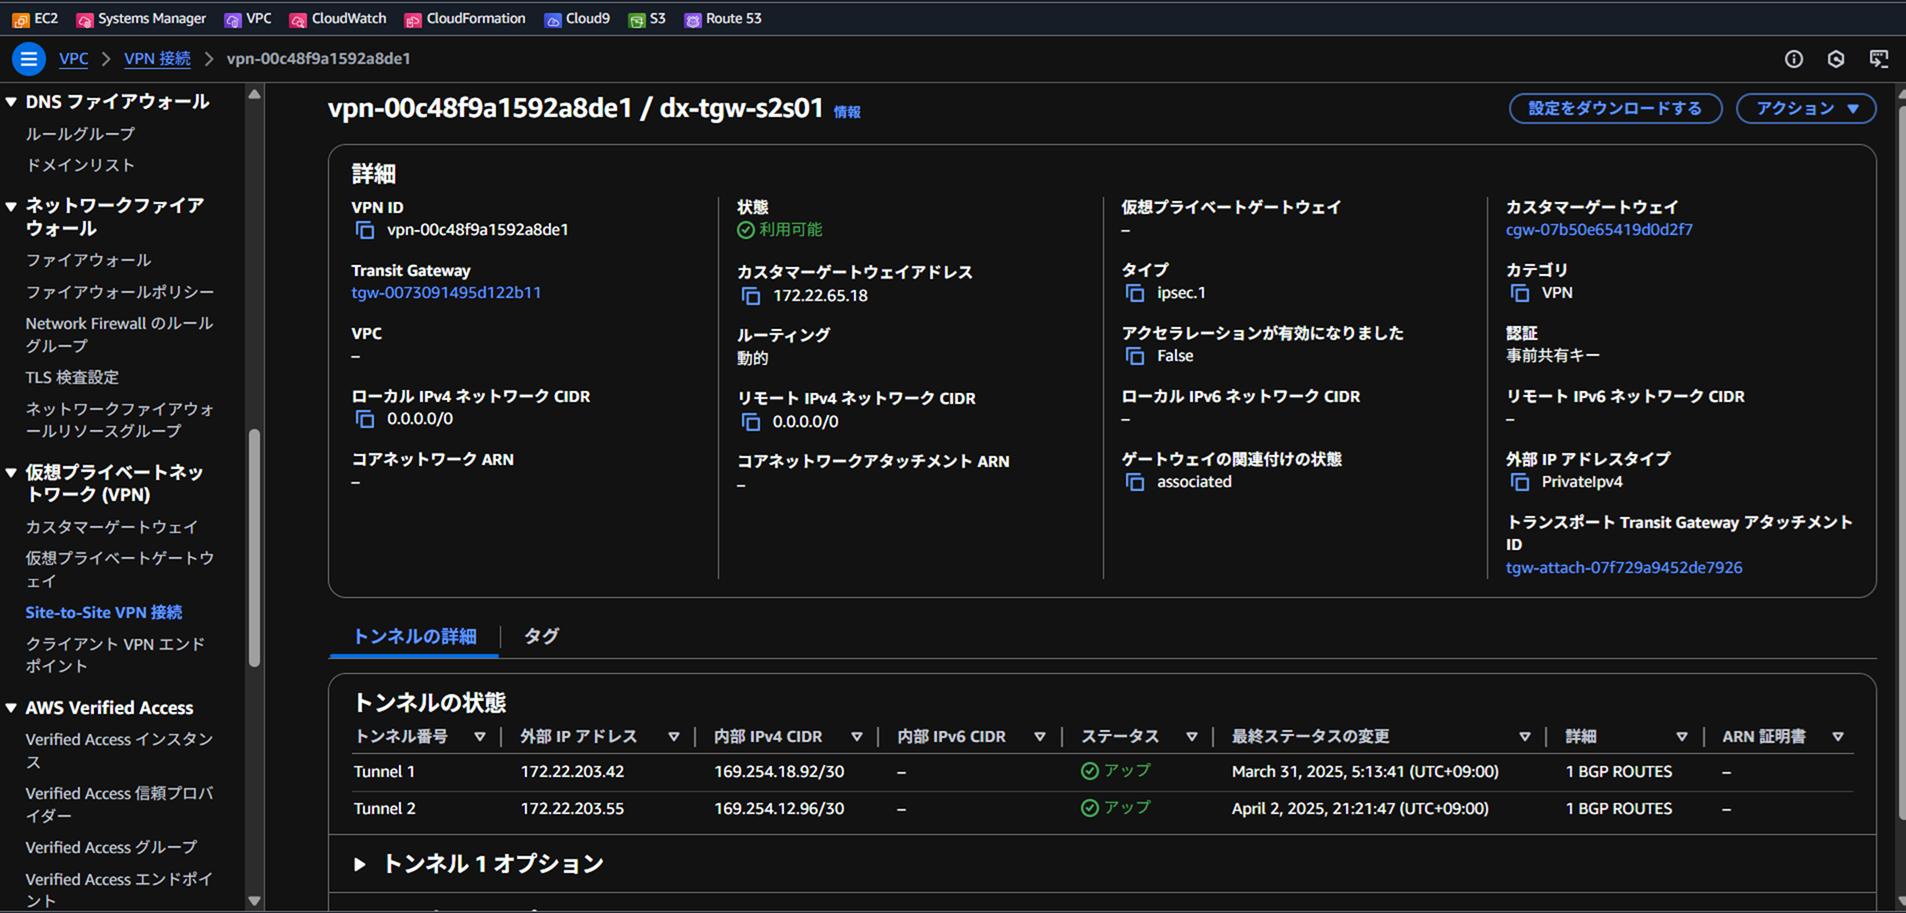 EC2 Systems Manager VPC CloudWatch CloudFormation Cloud9 S3 Route 53
VPC VPN 接続 vpn-00c48f9a1592a8de1
DNS ファイアウォール
ルールグループ
ドメインリスト
ネットワークファイア
ウォール
ファイアウォール
ファイアウォールポリシー
Network Firewall のルール
グループ
TLS 検査設定
ネットワークファイアウォ
ールリソースグループ
仮想プライベートネッ
トワーク (VPN)
カスタマーゲートウェイ
仮想プライベートゲートウ
ェイ
Site-to-Site VPN 接続
クライアント VPN エンド
ポイント
AWS Verified Access
Verified Access インスタン
ス
Verified Access 信頼プロバ
イダー
Verified Access グループ
Verified Access エンドポイ
ント
vpn-00c48f9a1592a8de1 / dx-tgw-s2s01 情報
設定をダウンロードする アクション
詳細
VPN ID
vpn-00c48f9a1592a8de1
Transit Gateway
tgw-0073091495d122b11
VPC
–
ローカル IPv4 ネットワーク CIDR
0.0.0.0/0
コアネットワーク ARN
–
状態
利用可能
カスタマーゲートウェイアドレス
172.22.65.18
ルーティング
動的
リモート IPv4 ネットワーク CIDR
0.0.0.0/0
コアネットワークアタッチメント ARN
–
仮想プライベートゲートウェイ
–
タイプ
ipsec.1
アクセラレーションが有効になりました
False
ローカル IPv6 ネットワーク CIDR
–
ゲートウェイの関連付けの状態
associated
カスタマーゲートウェイ
cgw-07b50e65419d0d2f7
カテゴリ
VPN
認証
事前共有キー
リモート IPv6 ネットワーク CIDR
–
外部 IP アドレスタイプ
PrivateIpv4
トランスポート Transit Gateway アタッチメント
ID
tgw-attach-07f729a9452de7926
トンネルの詳細 タグ
トンネルの状態
トンネル番号 外部 IP アドレス 内部 IPv4 CIDR 内部 IPv6 CIDR ステータス 最終ステータスの変更 詳細 ARN 証明書
Tunnel 1 172.22.203.42 169.254.18.92/30 – アップ March 31, 2025, 5:13:41 (UTC+09:00) 1 BGP ROUTES –
Tunnel 2 172.22.203.55 169.254.12.96/30 – アップ April 2, 2025, 21:21:47 (UTC+09:00) 1 BGP ROUTES –
トンネル 1 オプション